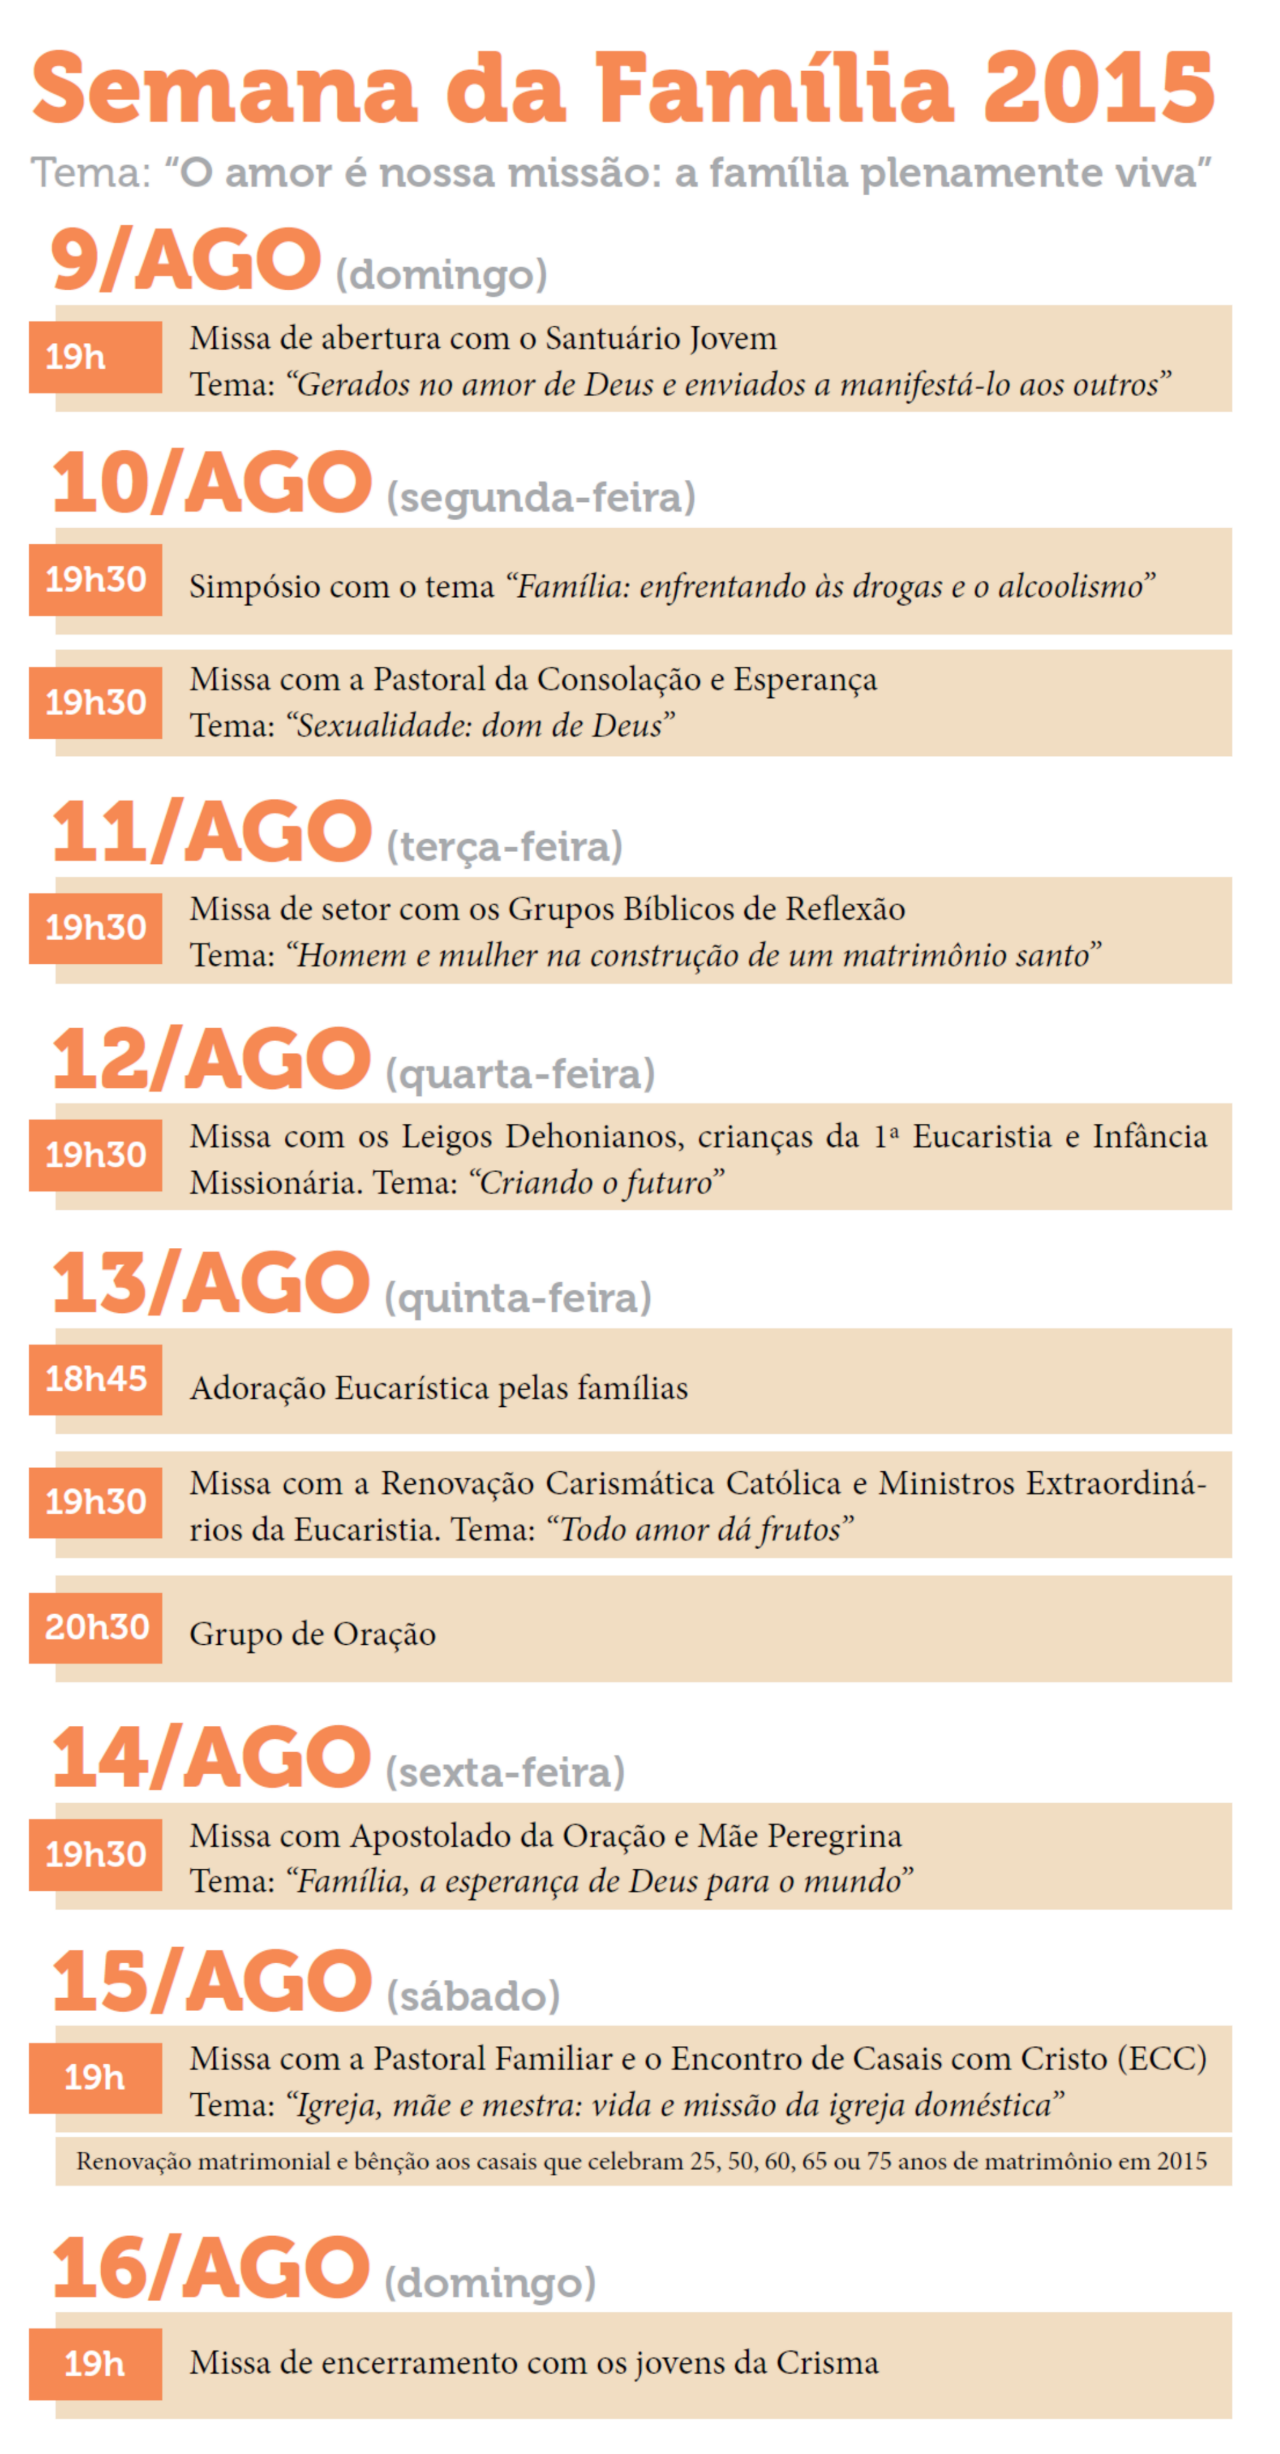 Semana da Família 2015
Tema: “O amor é nossa missão: a família plenamente viva”
9/AGO (domingo)
19h
Missa de abertura com o Santuário Jovem
Tema: “Gerados no amor de Deus e enviados a manifestá-lo aos outros”
10/AGO (segunda-feira)
19h30
Simpósio com o tema “Família: enfrentando às drogas e o alcoolismo”
19h30
Missa com a Pastoral da Consolação e Esperança
Tema: “Sexualidade: dom de Deus”
11/AGO (terça-feira)
19h30
Missa de setor com os Grupos Bíblicos de Reflexão
Tema: “Homem e mulher na construção de um matrimônio santo”
12/AGO (quarta-feira)
19h30
Missa com os Leigos Dehonianos, crianças da 1ª Eucaristia e Infância
Missionária. Tema: “Criando o futuro”
13/AGO (quinta-feira)
18h45
Adoração Eucarística pelas famílias
19h30
Missa com a Renovação Carismática Católica e Ministros Extraordiná-
rios da Eucaristia. Tema: “Todo amor dá frutos”
20h30
Grupo de Oração
14/AGO (sexta-feira)
19h30
Missa com Apostolado da Oração e Mãe Peregrina
Tema: “Família, a esperança de Deus para o mundo”
15/AGO (sábado)
19h
Missa com a Pastoral Familiar e o Encontro de Casais com Cristo (ECC)
Tema: “Igreja, mãe e mestra: vida e missão da igreja doméstica”
Renovação matrimonial e bênção aos casais que celebram 25, 50, 60, 65 ou 75 anos de matrimônio em 2015
16/AGO (domingo)
19h
Missa de encerramento com os jovens da Crisma